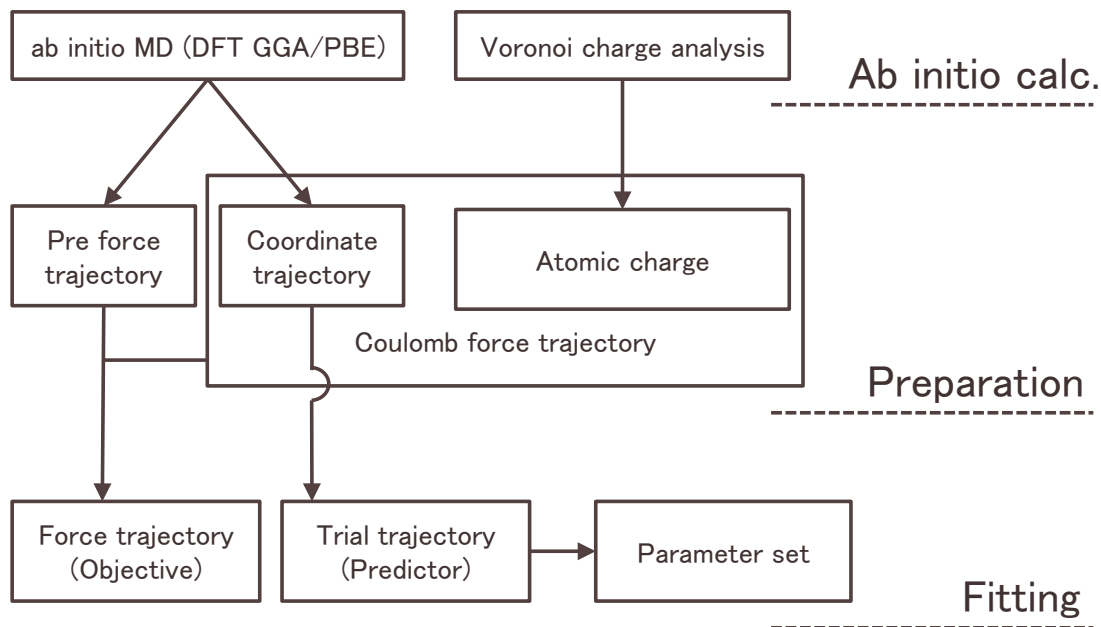 ab initio MD (DFT GGA/PBE)
Voronoi charge analysis
Ab initio calc.
Pre force
trajectory
Coordinate
trajectory
Atomic charge
Coulomb force trajectory
Preparation
Force trajectory
(Objective)
Trial trajectory
(Predictor)
Parameter set
Fitting